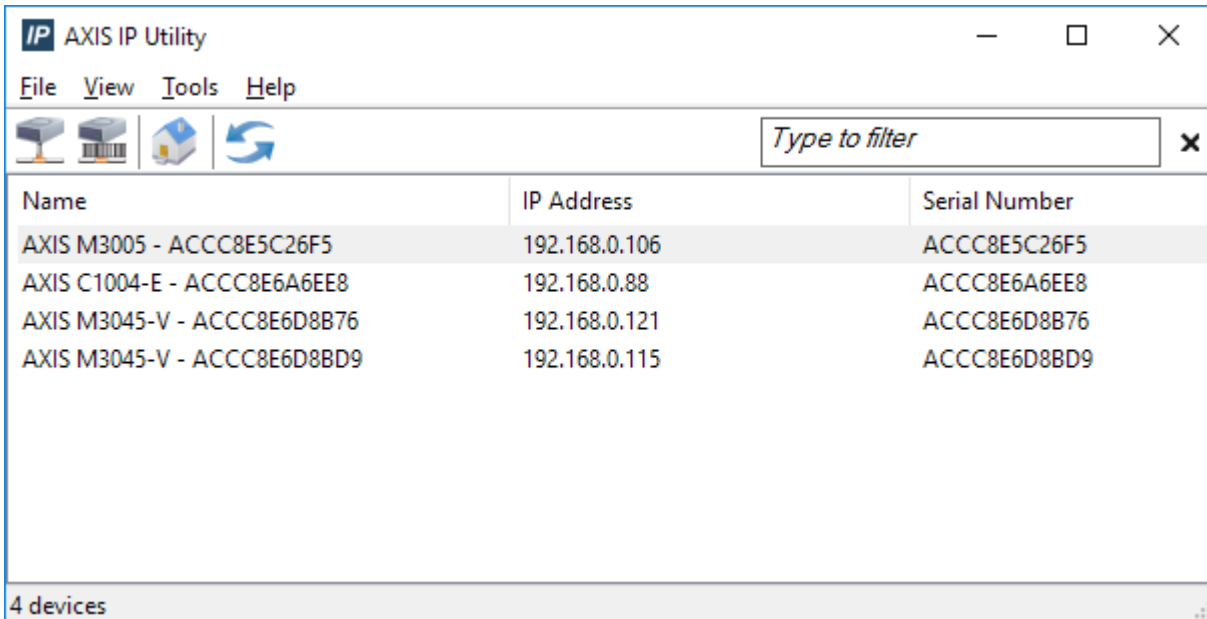 IP AXIS IP Utility
File View Tools Help
Type to filter
Name IP Address Serial Number
AXIS M3005 - ACCC8E5C26F5 192.168.0.106 ACCC8E5C26F5
AXIS C1004-E - ACCC8E6A6EE8 192.168.0.88 ACCC8E6A6EE8
AXIS M3045-V - ACCC8E6D8B76 192.168.0.121 ACCC8E6D8B76
AXIS M3045-V - ACCC8E6D8BD9 192.168.0.115 ACCC8E6D8BD9
4 devices